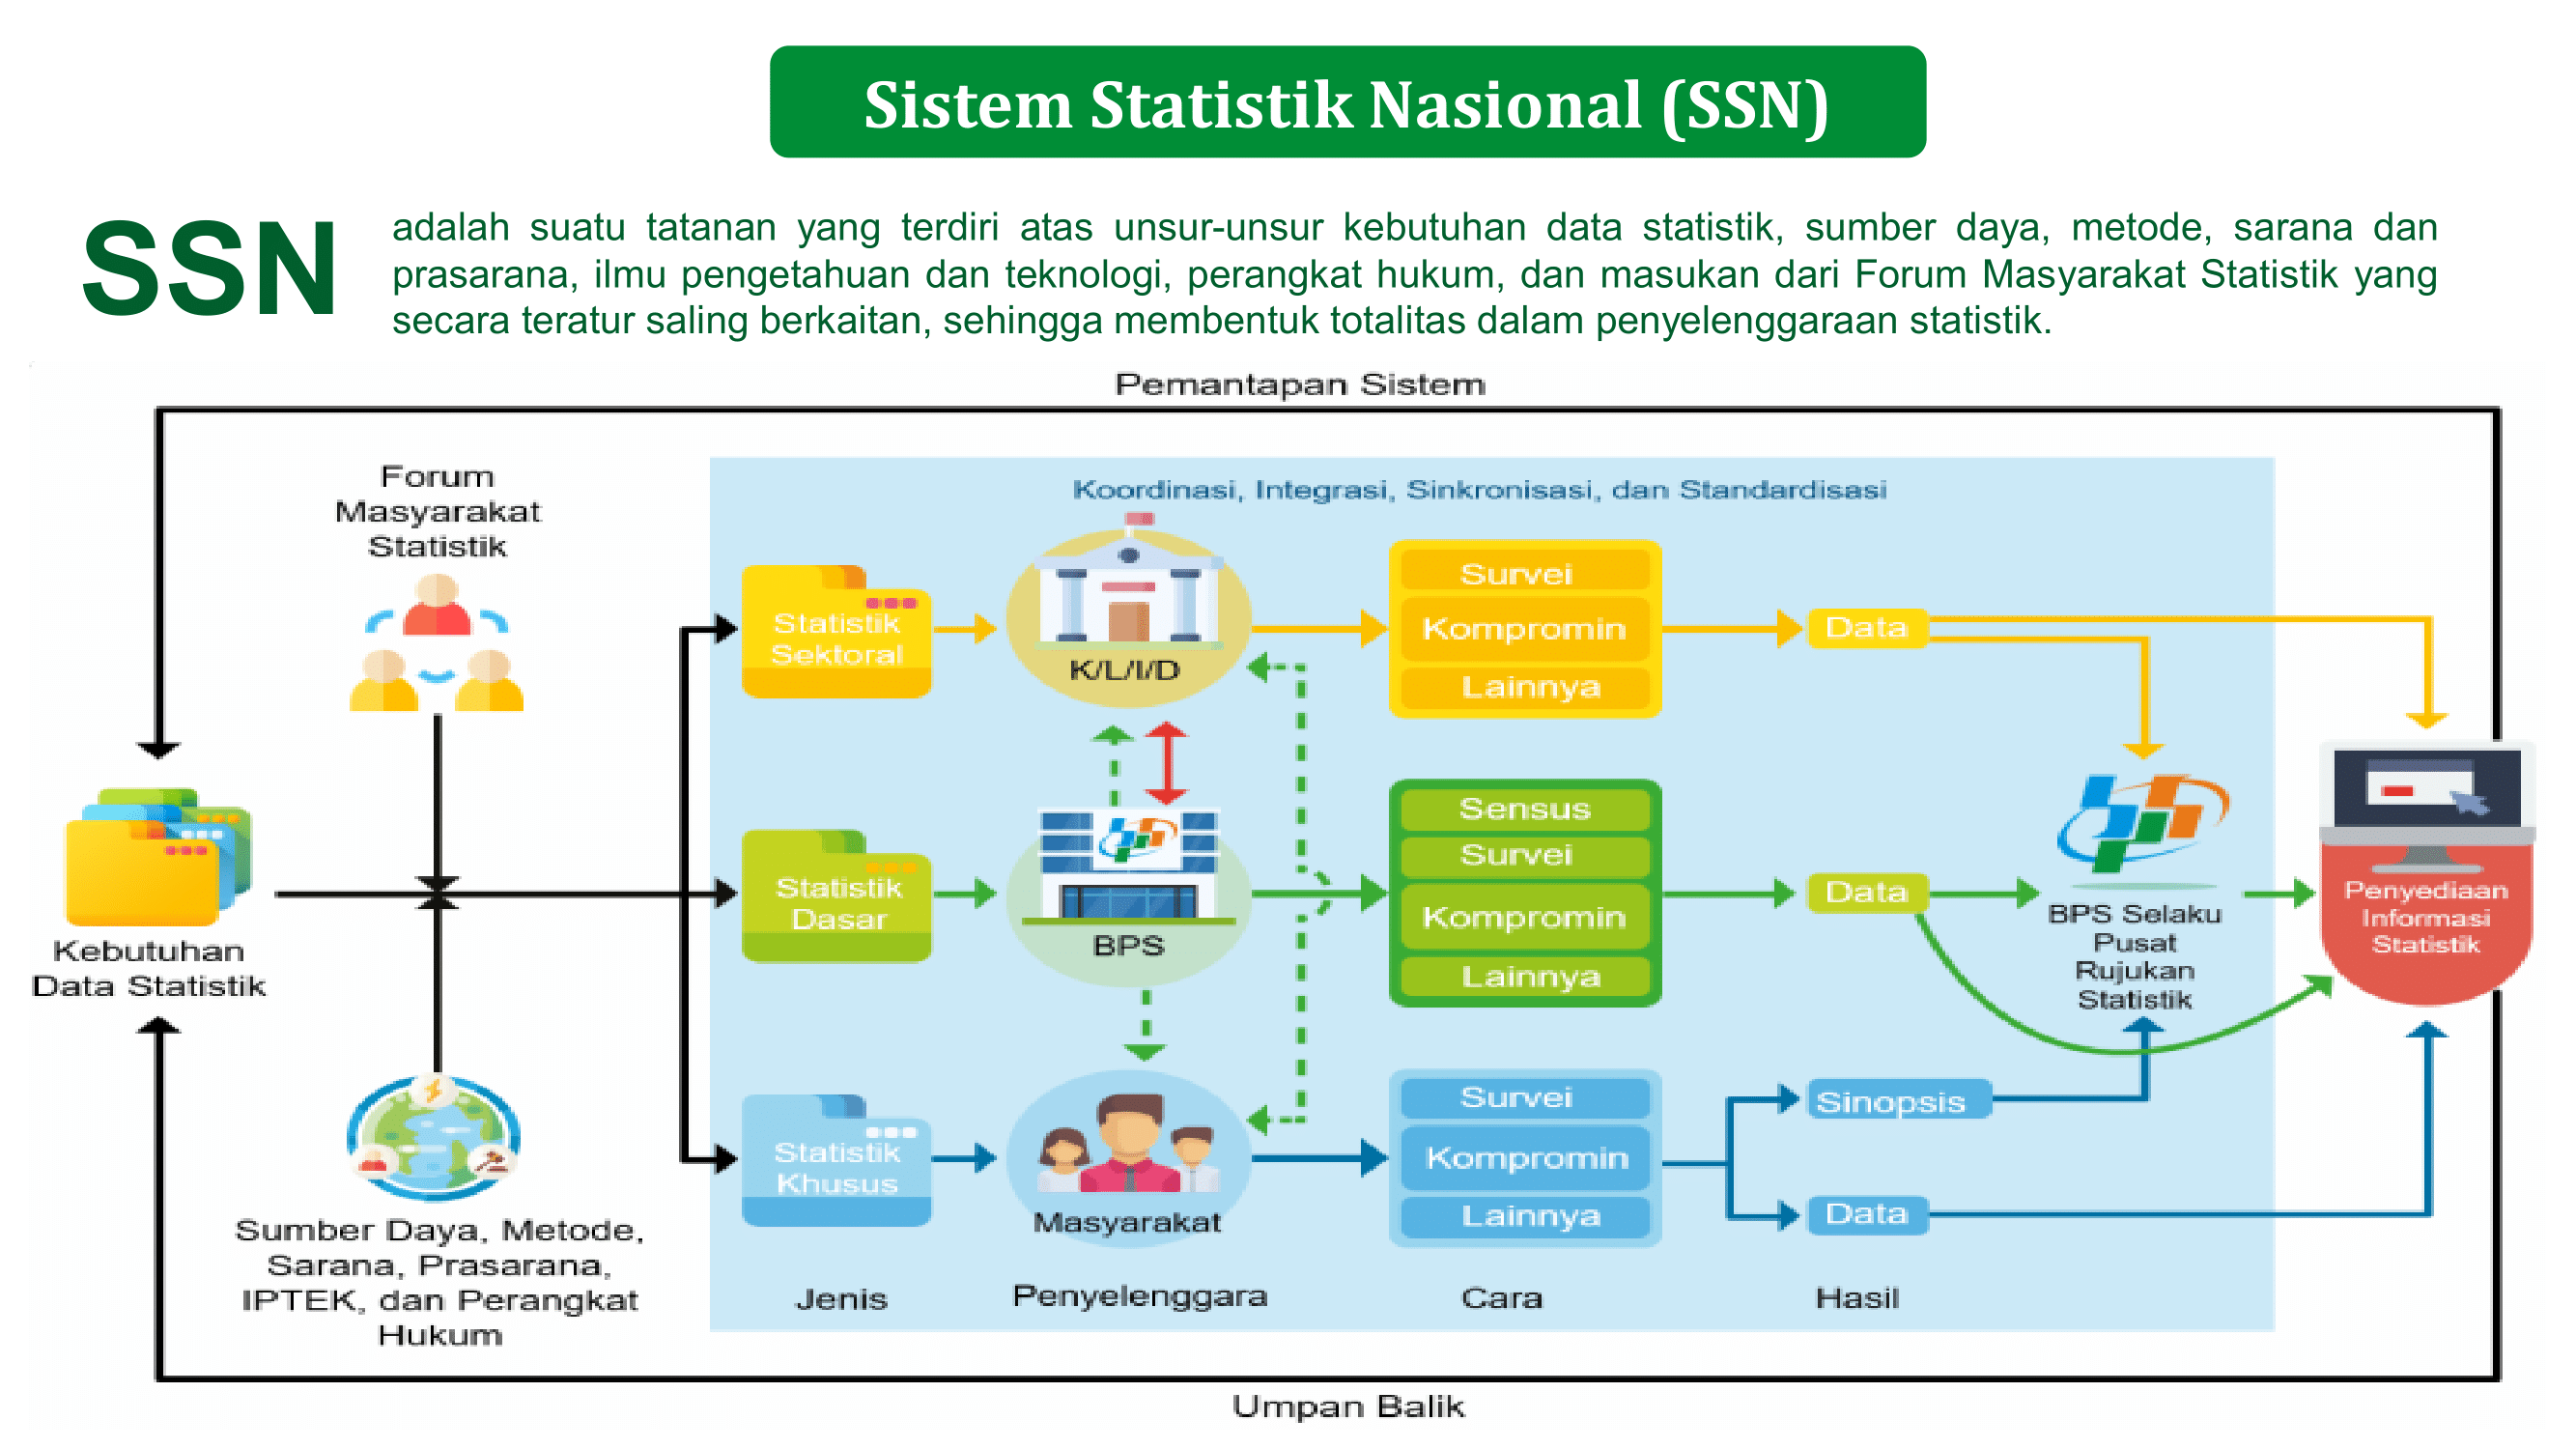 Sistem Statistik Nasional (SSN)
SSN
adalah suatu tatanan yang terdiri atas unsur-unsur kebutuhan data statistik, sumber daya, metode, sarana dan
prasarana, ilmu pengetahuan dan teknologi, perangkat hukum, dan masukan dari Forum Masyarakat Statistik yang
secara teratur saling berkaitan, sehingga membentuk totalitas dalam penyelenggaraan statistik.
Pemantapan Sistem
Forum
Masyarakat
Statistik
Kebutuhan
Data Statistik
Sumber Daya, Metode,
Sarana, Prasarana,
IPTEK, dan Perangkat
Hukum
Koordinasi, Integrasi, Sinkronisasi, dan Standardisasi
Statistik
Sektoral
K/L/I/D
Survei
Kompromin
Lainnya
Data
Statistik
Dasar
BPS
Sensus
Survei
Kompromin
Lainnya
Data
BPS Selaku
Pusat
Rujukan
Statistik
Penyediaan
Informasi
Statistik
Statistik
Khusus
Masyarakat
Survei
Kompromin
Lainnya
Sinopsis
Data
Jenis
Penyelenggara
Cara
Hasil
Umpan Balik